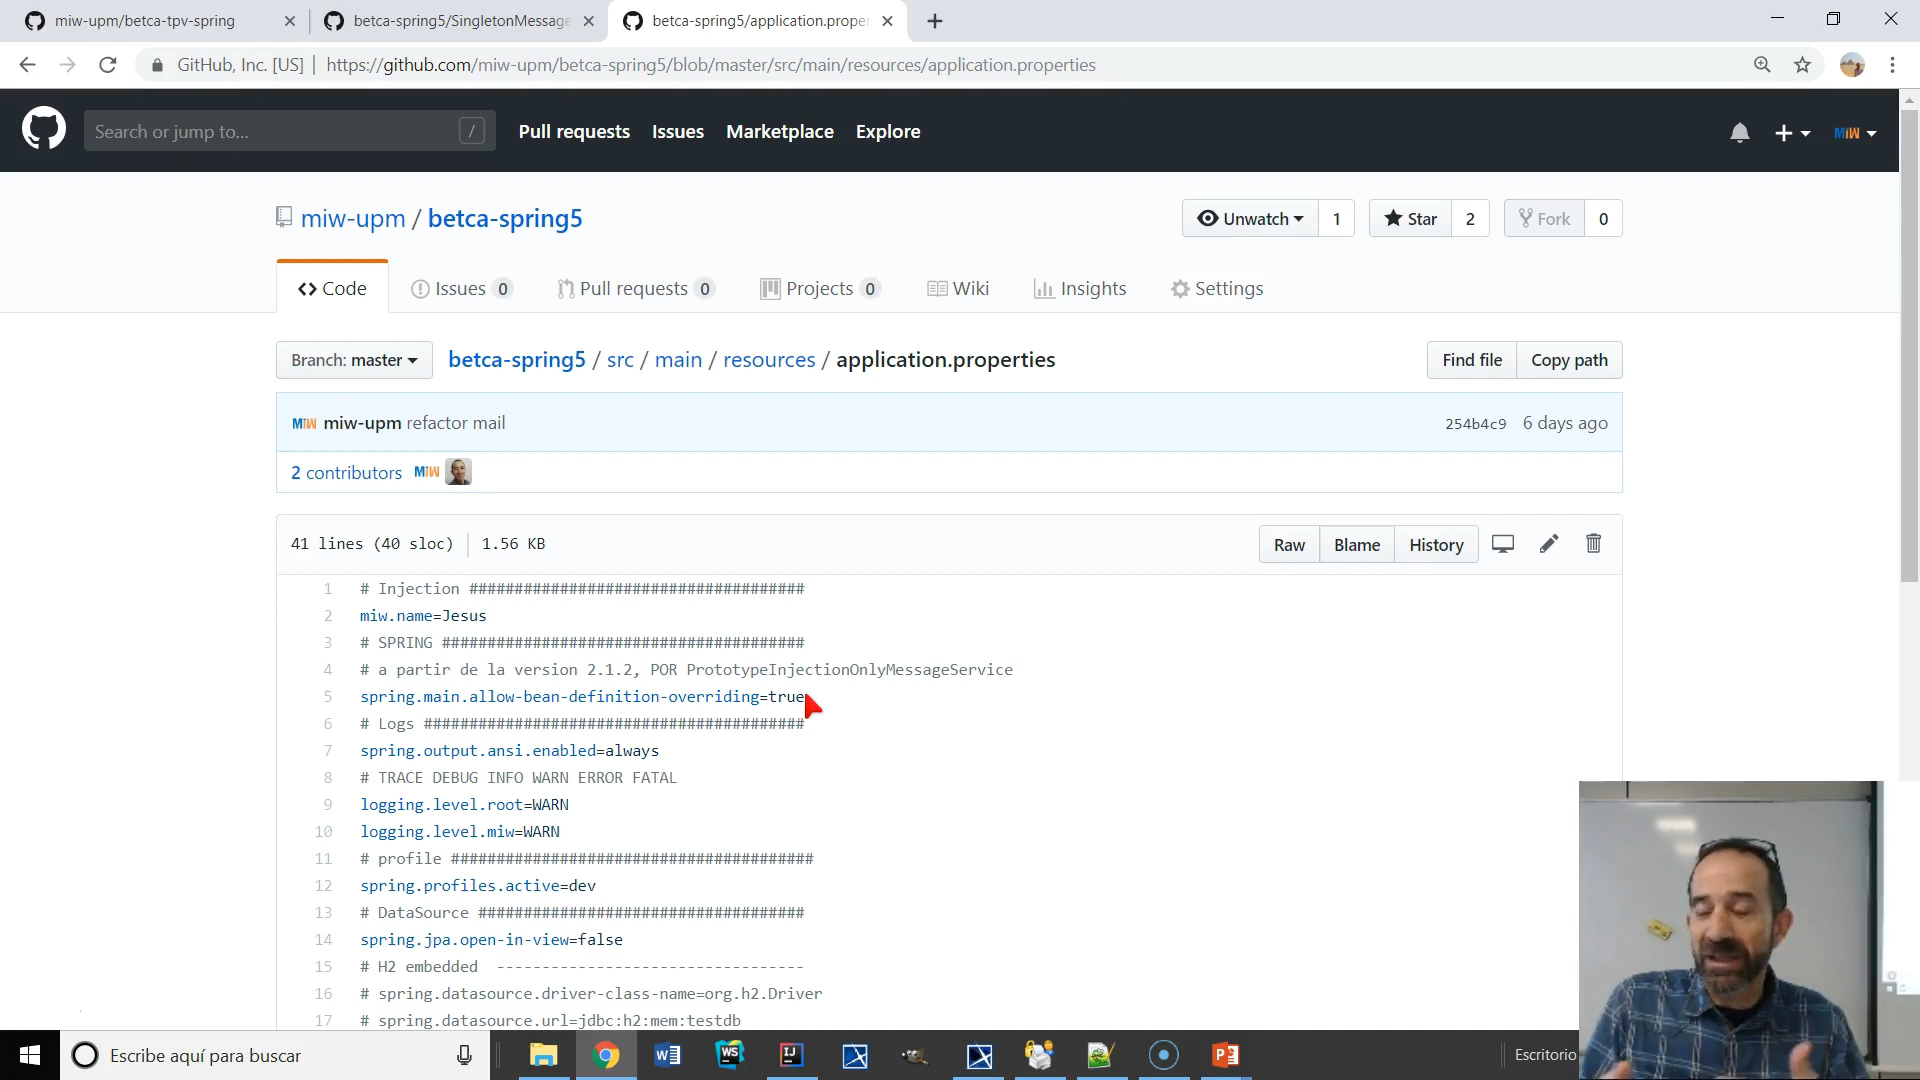 miw-upm/betca-tpv-spring
betca-spring5/SingletonMessage
betca-spring5/application.proper
GitHub, Inc. [US] | https://github.com/miw-upm/betca-spring5/blob/master/src/main/resources/application.properties
Search or jump to... /
Pull requests Issues Marketplace Explore
MiW
miw-upm / betca-spring5
Unwatch 1 Star 2 Fork 0
<> Code Issues 0 Pull requests 0 Projects 0 Wiki Insights Settings
Branch: master betca-spring5 / src / main / resources / application.properties Find file Copy path
MiW miw-upm refactor mail 254b4c9 6 days ago
2 contributors MiW
41 lines (40 sloc) 1.56 KB Raw Blame History
1 # Injection #####################################
2 miw.name=Jesus
3 # SPRING ########################################
4 # a partir de la version 2.1.2, POR PrototypeInjectionOnlyMessageService
5 spring.main.allow-bean-definition-overriding=true
6 # Logs ##########################################
7 spring.output.ansi.enabled=always
8 # TRACE DEBUG INFO WARN ERROR FATAL
9 logging.level.root=WARN
10 logging.level.miw=WARN
11 # profile ########################################
12 spring.profiles.active=dev
13 # DataSource ####################################
14 spring.jpa.open-in-view=false
15 # H2 embedded ----------------------------------
16 # spring.datasource.driver-class-name=org.h2.Driver
17 # spring.datasource.url=jdbc:h2:mem:testdb
Escribe aquí para buscar
W WS IJ P
Escritorio